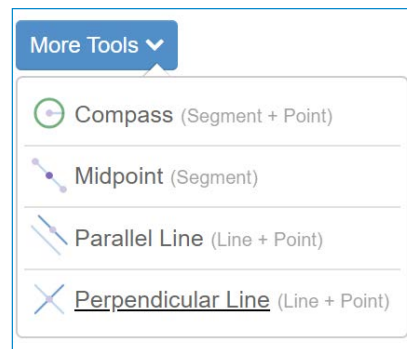 More Tools
Compass (Segment + Point)
Midpoint (Segment)
Parallel Line (Line + Point)
Perpendicular Line (Line + Point)